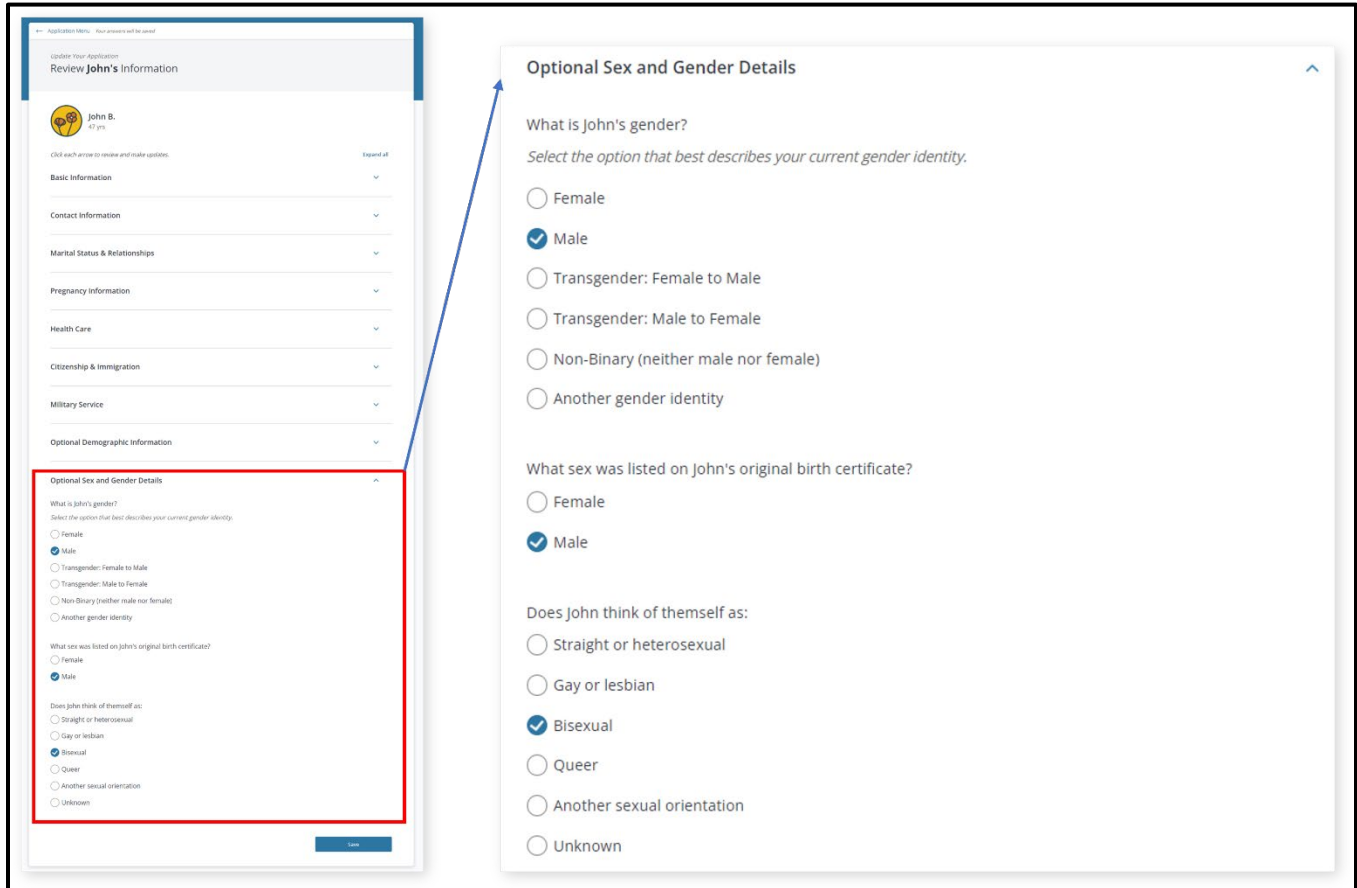 ← Application Menu Your answers will be saved
Update Your Application
Review John's Information
John B.
47 yrs
Click each arrow to review and make updates.
Expand all
Basic Information
Contact Information
Marital Status & Relationships
Pregnancy Information
Health Care
Citizenship & Immigration
Military Service
Optional Demographic Information
Optional Sex and Gender Details
What is John's gender?
Select the option that best describes your current gender identity.
Female
Male
Transgender: Female to Male
Transgender: Male to Female
Non-Binary (neither male nor female)
Another gender identity
What sex was listed on John's original birth certificate?
Female
Male
Does John think of themself as:
Straight or heterosexual
Gay or lesbian
Bisexual
Queer
Another sexual orientation
Unknown
Save
Optional Sex and Gender Details
What is John's gender?
Select the option that best describes your current gender identity.
Female
Male
Transgender: Female to Male
Transgender: Male to Female
Non-Binary (neither male nor female)
Another gender identity
What sex was listed on John's original birth certificate?
Female
Male
Does John think of themself as:
Straight or heterosexual
Gay or lesbian
Bisexual
Queer
Another sexual orientation
Unknown